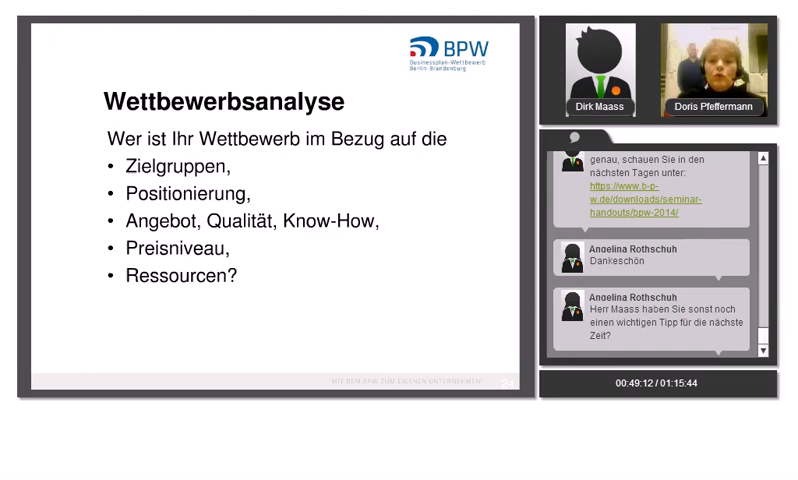 BPW
Businessplan-Wettbewerb
Berlin-Brandenburg
Wettbewerbsanalyse
Wer ist Ihr Wettbewerb im Bezug auf die
• Zielgruppen,
• Positionierung,
• Angebot, Qualität, Know-How,
• Preisniveau,
• Ressourcen?
MIT DEM BPW ZUM EIGENEN UNTERNEHMEN!
24
Dirk Maass
Doris Pfeffermann
genau, schauen Sie in den
nächsten Tagen unter:
https://www.b-p-
w.de/downloads/seminar-
handouts/bpw-2014/
Angelina Rothschuh
Dankeschön
Angelina Rothschuh
Herr Maass haben Sie sonst noch
einen wichtigen Tipp für die nächste
Zeit?
00:49:12 / 01:15:44